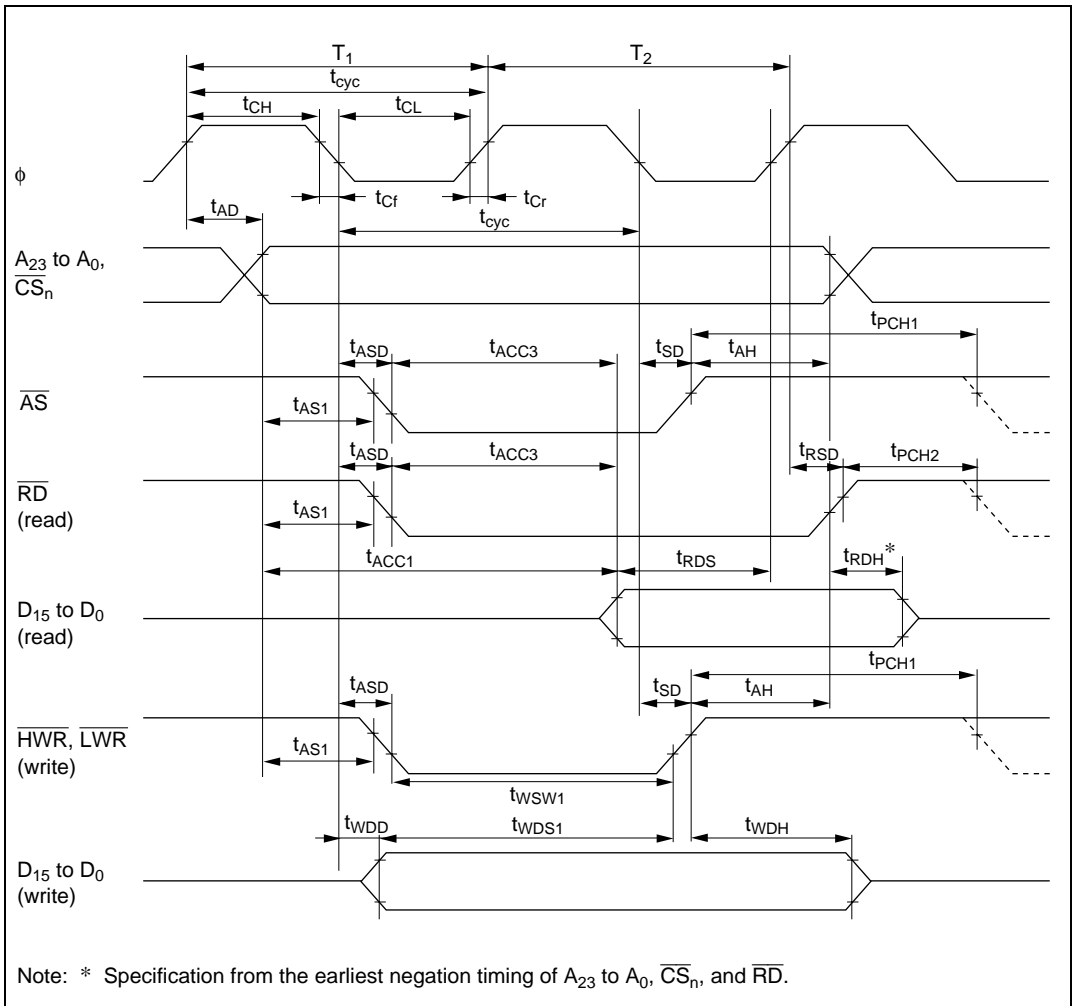 T1 T2
tcyc
tCH tCL
φ
tCf tCr
tAD
tcyc
A23 to A0,
CSn
tPCH1
tASD tACC3 tSD tAH
AS
tAS1
tASD tACC3 tRSD tPCH2
RD
(read)
tAS1
tACC1 tRDS tRDH*
D15 to D0
(read)
tPCH1
tASD tSD tAH
HWR, LWR
(write)
tAS1
tWSW1
tWDD tWDS1 tWDH
D15 to D0
(write)
Note: * Specification from the earliest negation timing of A23 to A0, CSn, and RD.